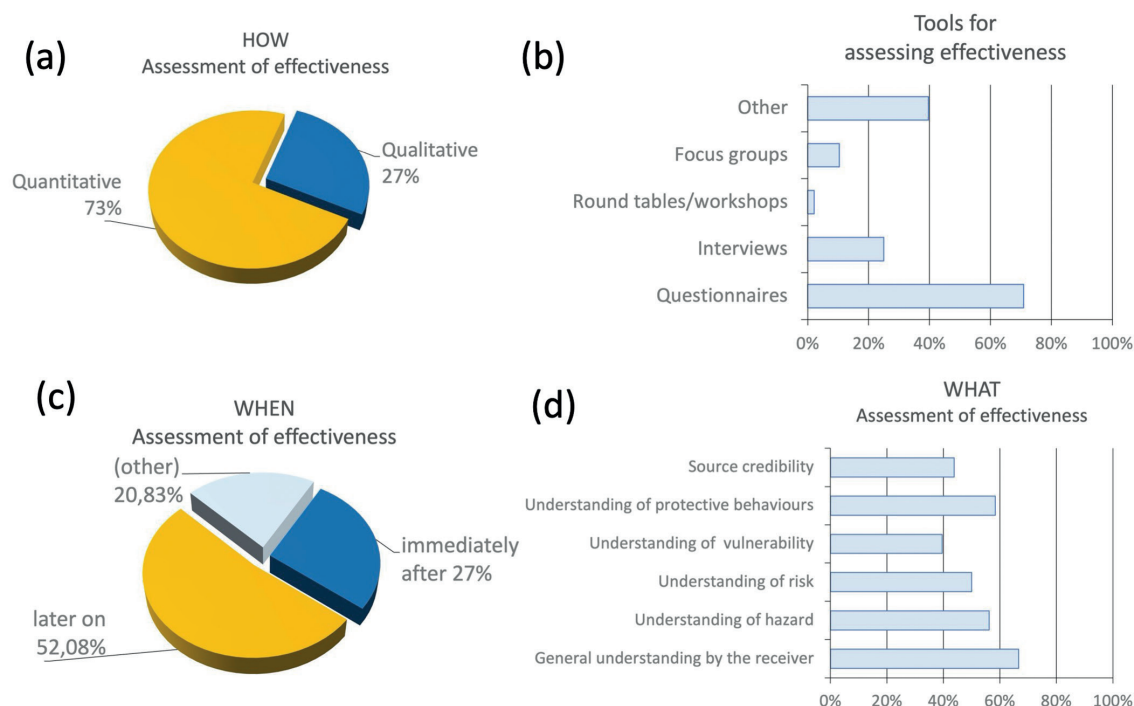 (a)
HOW
Assessment of effectiveness
Qualitative
27%
Quantitative
73%
(b)
Tools for
assessing effectiveness
Other
Focus groups
Round tables/workshops
Interviews
Questionnaires
0% 20% 40% 60% 80% 100%
(c)
WHEN
Assessment of effectiveness
(other)
20,83%
immediately
after 27%
later on
52,08%
(d)
WHAT
Assessment of effectiveness
Source credibility
Understanding of protective behaviours
Understanding of vulnerability
Understanding of risk
Understanding of hazard
General understanding by the receiver
0% 20% 40% 60% 80% 100%